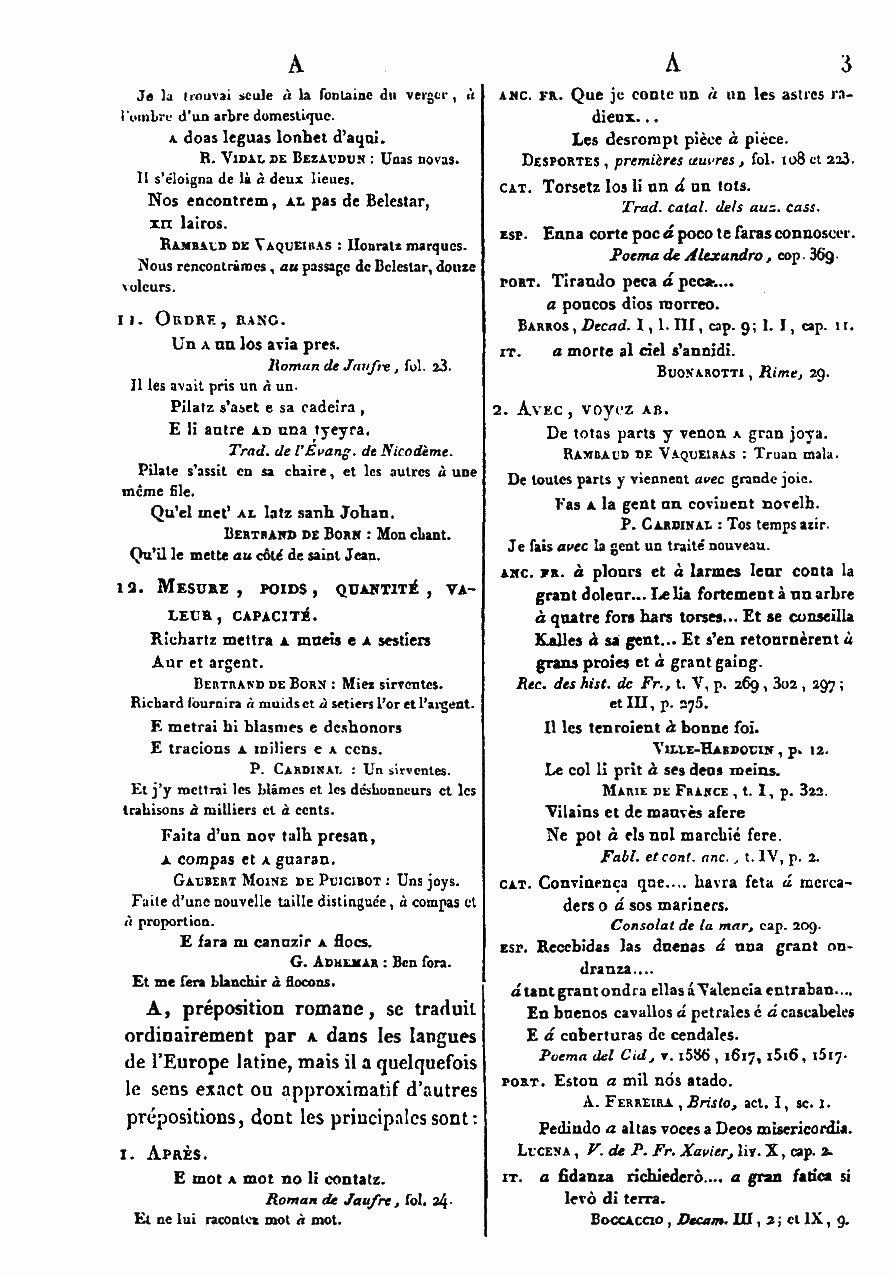 A
A
3
Je la trouvai seule à la fontaine du verger, à
l'ombre d'un arbre domestique.
A doas leguas lonhet d'aqui.
R. VIDAL DE BEZAUDUN : Unas novas.
Il s'éloigna de là à deux lieues.
Nos encontrem, AL pas de Belestar,
XII lairos.
RAMBAUD DE VAQUEIRAS : Honratz marques.
Nous rencontrâmes, au passage de Belestar, douze
voleurs.
11. ORDRE, RANG.
Un A un los avia pres.
Roman de Jaufre, fol. 23.
Il les avait pris un à un.
Pilatz s'aset e sa cadeira,
E li autre AD una tyeyra.
Trad. de l'Évang. de Nicodème.
Pilate s'assit en sa chaire, et les autres à une
même file.
Qu'el met' AL latz sanh Johan.
BERTRAND DE BORN : Mon chant.
Qu'il le mette au côté de saint Jean.
12. MESURE, POIDS, QUANTITÉ, VA-
LEUR, CAPACITÉ.
Richartz mettra A mueis e A sestiers
Aur et argent.
BERTRAND DE BORN : Miez sirventes.
Richard fournira à muids et à setiers l'or et l'argent.
E metrai hi blasmes e deshonors
E tracions A miliers e A cens.
P. CARDINAL : Un sirventes.
Et j'y mettrai les blâmes et les déshonneurs et les
trahisons à milliers et à cents.
Faita d'un nov talh presan,
A compas et A guaran.
GAUBERT MOINE DE PUICIBOT : Uns joys.
Faite d'une nouvelle taille distinguée, à compas et
à proportion.
E fara m canuzir A flocs.
G. ADHEMAR : Ben fora.
Et me fera blanchir à flocons.
A, préposition romane, se traduit
ordinairement par A dans les langues
de l'Europe latine, mais il a quelquefois
le sens exact ou approximatif d'autres
prépositions, dont les principales sont :
1. APRÈS.
E mot A mot no li contatz.
Roman de Jaufre, fol. 24.
Et ne lui racontez mot à mot.
ANC. FR. Que je conte un à un les astres ra-
dieux...
Les desrompt pièce à pièce.
DESPORTES, premières œuvres, fol. 108 et 223.
CAT. Torsetz los li un á un tots.
Trad. catal. dels auz. cass.
ESP. Enna corte poc á poco te faras connoscer.
Poema de Alexandro, cop. 369.
PORT. Tirando peca á peca....
a poucos dios morreo.
BARROS, Decad. I, l. III, cap. 9; l. I, cap. 11.
IT. a morte al ciel s'annidi.
BUONAROTTI, Rime, 29.
2. AVEC, voyez AB.
De totas parts y venon A gran joya.
RAMBAUD DE VAQUEIRAS : Truan mala.
De toutes parts y viennent avec grande joie.
Fas A la gent un coviuent novelh.
P. CARDINAL : Tos temps azir.
Je fais avec la gent un traité nouveau.
ANC. FR. à plours et à larmes leur conta la
grant doleur... Le lia fortement à un arbre
à quatre fors hars torses... Et se conseilla
Kalles à sa gent... Et s'en retournèrent à
grans proies et à grant gaing.
Rec. des hist. de Fr., t. V, p. 269, 302, 297;
et III, p. 275.
Il les tenroient à bonne foi.
VILLE-HARDOUIN, p. 12.
Le col li prit à ses deus meins.
MARIE DE FRANCE, t. I, p. 322.
Vilains et de mauvès afere
Ne pot à els nul marchié fere.
Fabl. et cont. anc., t. IV, p. 2.
CAT. Convinença que.... havra feta á merca-
ders o á sos mariners.
Consolat de la mar, cap. 209.
ESP. Recebidas las duenas á una grant on-
dranza....
á tant grant ondra ellas á Valencia entraban....
En buenos cavallos á petrales é á cascabeles
E á cuberturas de cendales.
Poema del Cid, v. 1586, 1617, 1516, 1517.
PORT. Estou a mil nós atado.
A. FERREIRA, Bristo, act. I, sc. 1.
Pedindo a altas voces a Deos misericordia.
LUCENA, V. de P. Fr. Xavier, liv. X, cap. 2.
IT. a fidanza richiederò.... a gran fatica si
levò di terra.
BOCCACCIO, Decam. III, 2; et IX, 9.